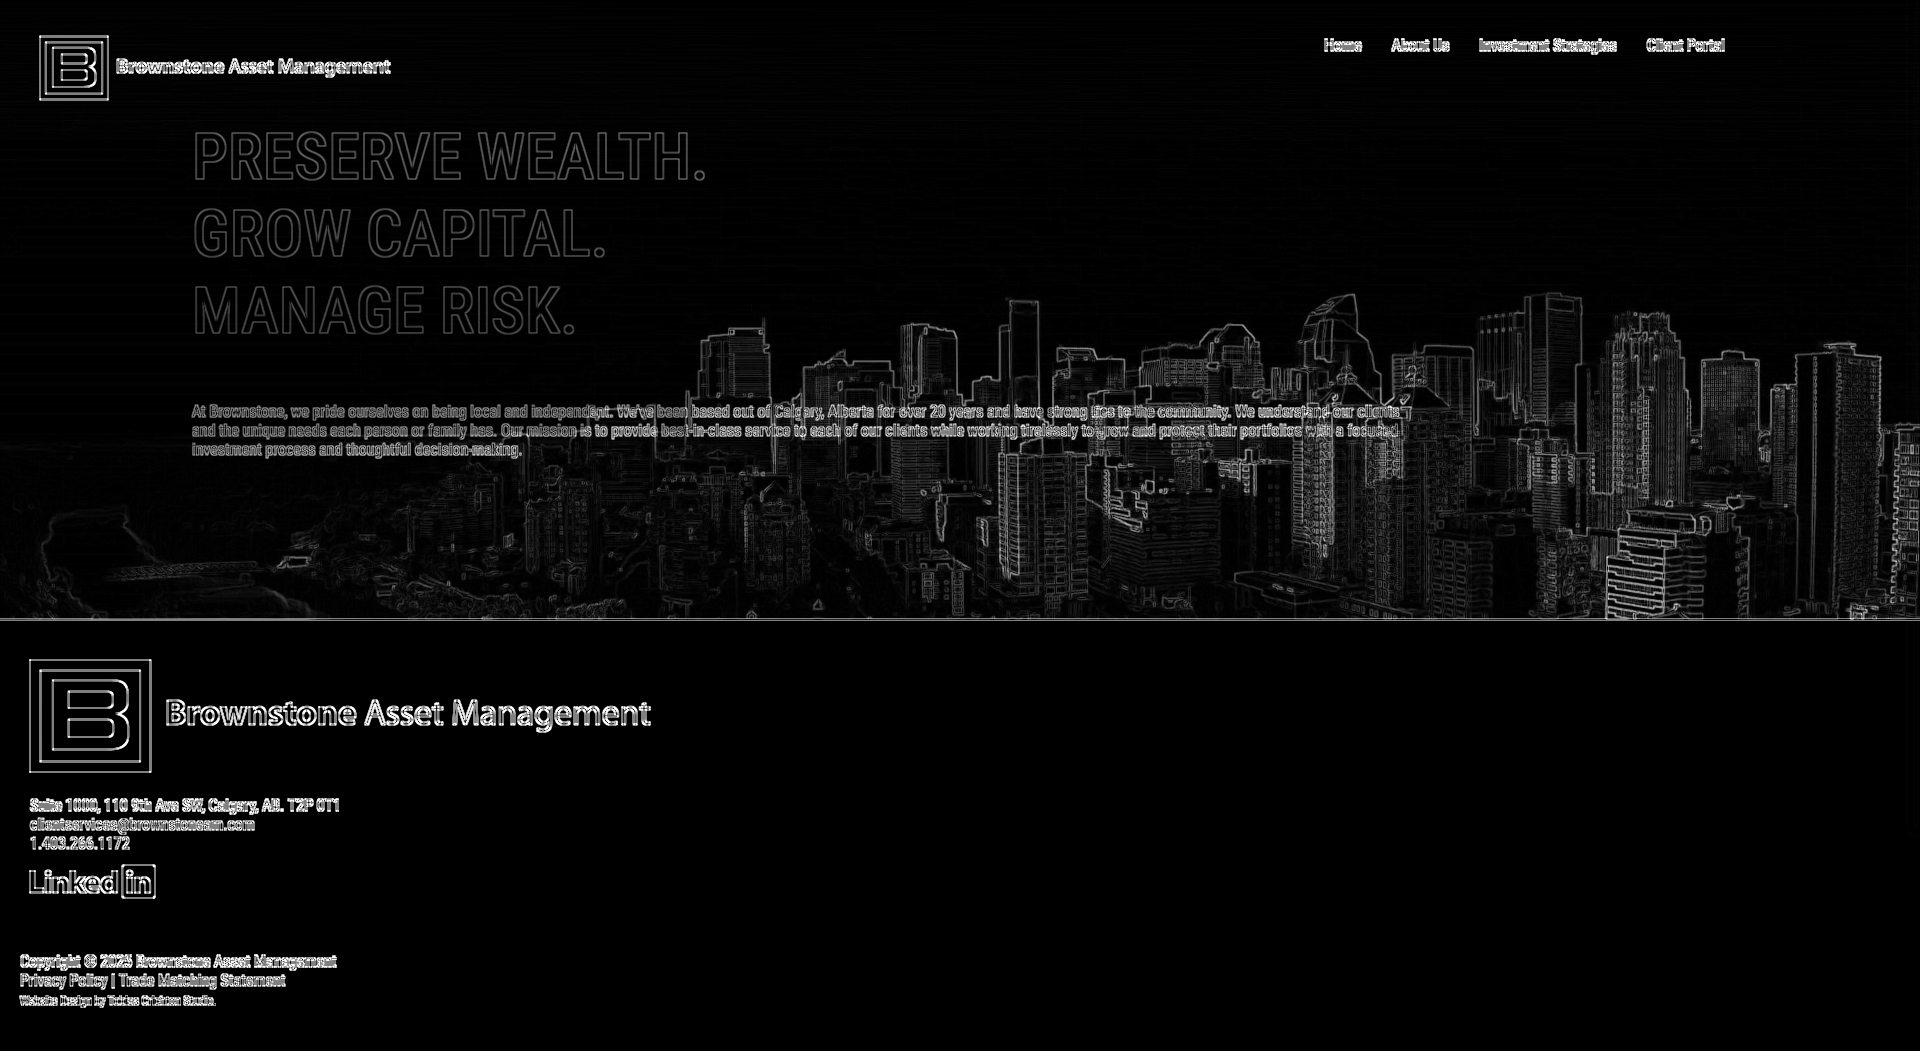 B Brownstone Asset Management
Home About Us Investment Strategies Client Portal
PRESERVE WEALTH.
GROW CAPITAL.
MANAGE RISK.
At Brownstone, we pride ourselves on being local and independent. We've been based out of Calgary, Alberta for over 20 years and have strong ties to the community. We understand our clients
and the unique needs each person or family has. Our mission is to provide best-in-class service to each of our clients while working tirelessly to grow and protect their portfolios with a focused
investment process and thoughtful decision-making.
B Brownstone Asset Management
Suite 1000, 110 9th Ave SW, Calgary, AB. T2P 0T1
clientservices@brownstoneam.com
1.403.266.1172
Linked in
Copyright © 2025 Brownstone Asset Management
Privacy Policy | Trade Matching Statement
Website Design by Studio.